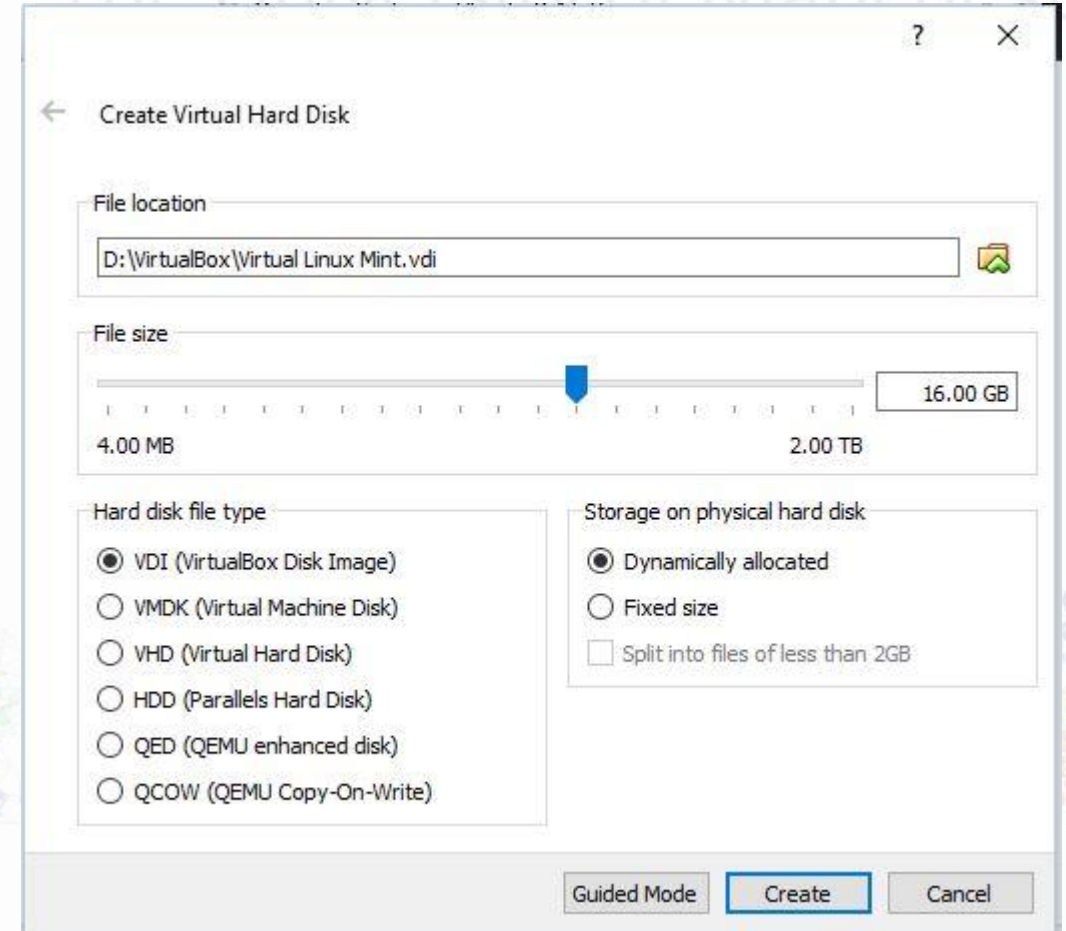 ?
Create Virtual Hard Disk
File location
D:\VirtualBox\Virtual Linux Mint.vdi
File size
16.00 GB
4.00 MB 2.00 TB
Hard disk file type
VDI (VirtualBox Disk Image)
VMDK (Virtual Machine Disk)
VHD (Virtual Hard Disk)
HDD (Parallels Hard Disk)
QED (QEMU enhanced disk)
QCOW (QEMU Copy-On-Write)
Storage on physical hard disk
Dynamically allocated
Fixed size
Split into files of less than 2GB
Guided Mode Create Cancel